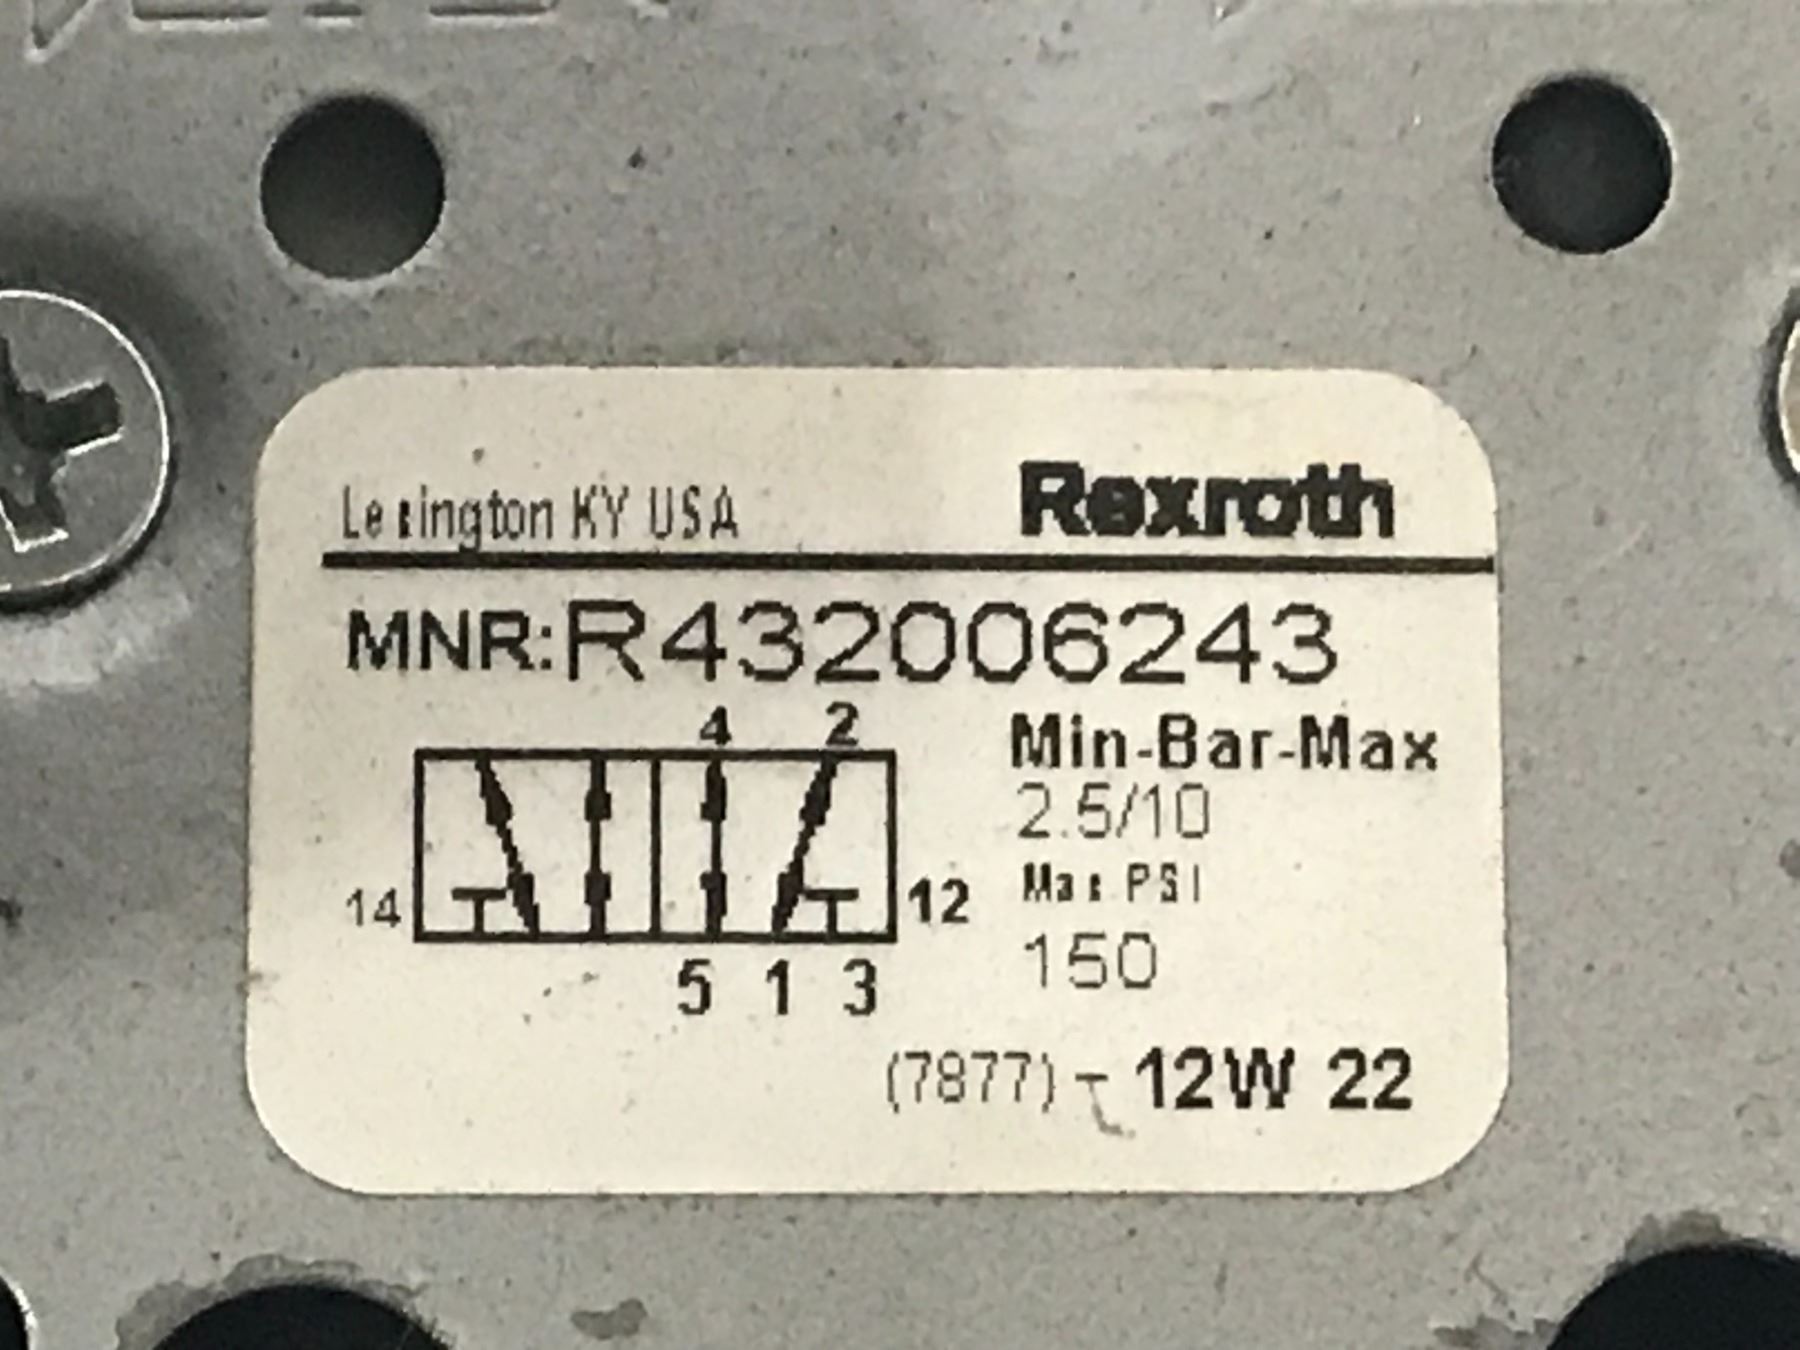 Lexington KY USA Rexroth
MNR:R432006243
4 2
Min-Bar-Max
2.5/10
14 12
Max PSI
150
5 1 3
(7877) - 12W 22